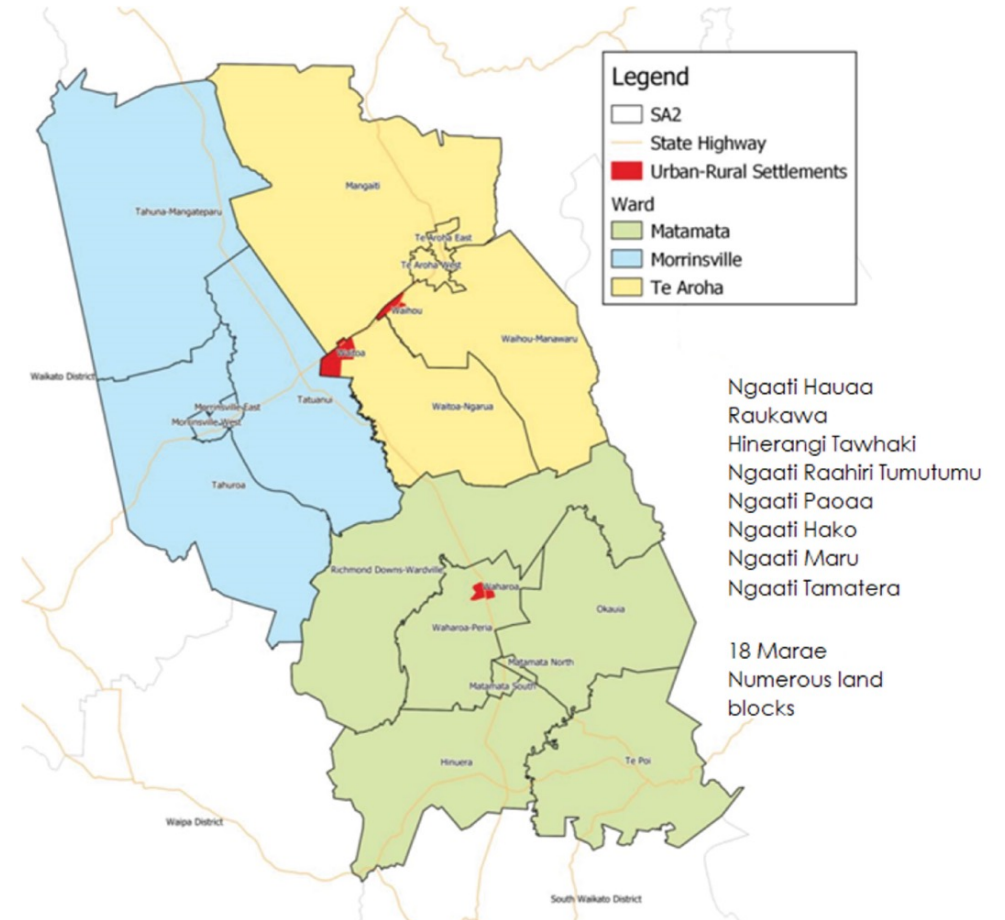 Legend
SA2
State Highway
Urban-Rural Settlements
Ward
Matamata
Morrinsville
Te Aroha
Mangaiti
Tahuna-Mangateparu
Te Aroha East
Te Aroha West
Waihou
Waihou-Manawaru
Waitoa
Waikato District
Tatuanui
Waitoa-Ngarua
Morrinsville East
Morrinsville West
Tahuroa
Ngaati Hauaa
Raukawa
Hinerangi Tawhaki
Ngaati Raahiri Tumutumu
Ngaati Paoaa
Ngaati Hako
Ngaati Maru
Ngaati Tamatera
18 Marae
Numerous land
blocks
Richmond Downs-Wardville
Waharoa
Okauia
Waharoa-Peria
Matamata North
Matamata South
Hinuera
Te Poi
Waipa District
South Waikato District